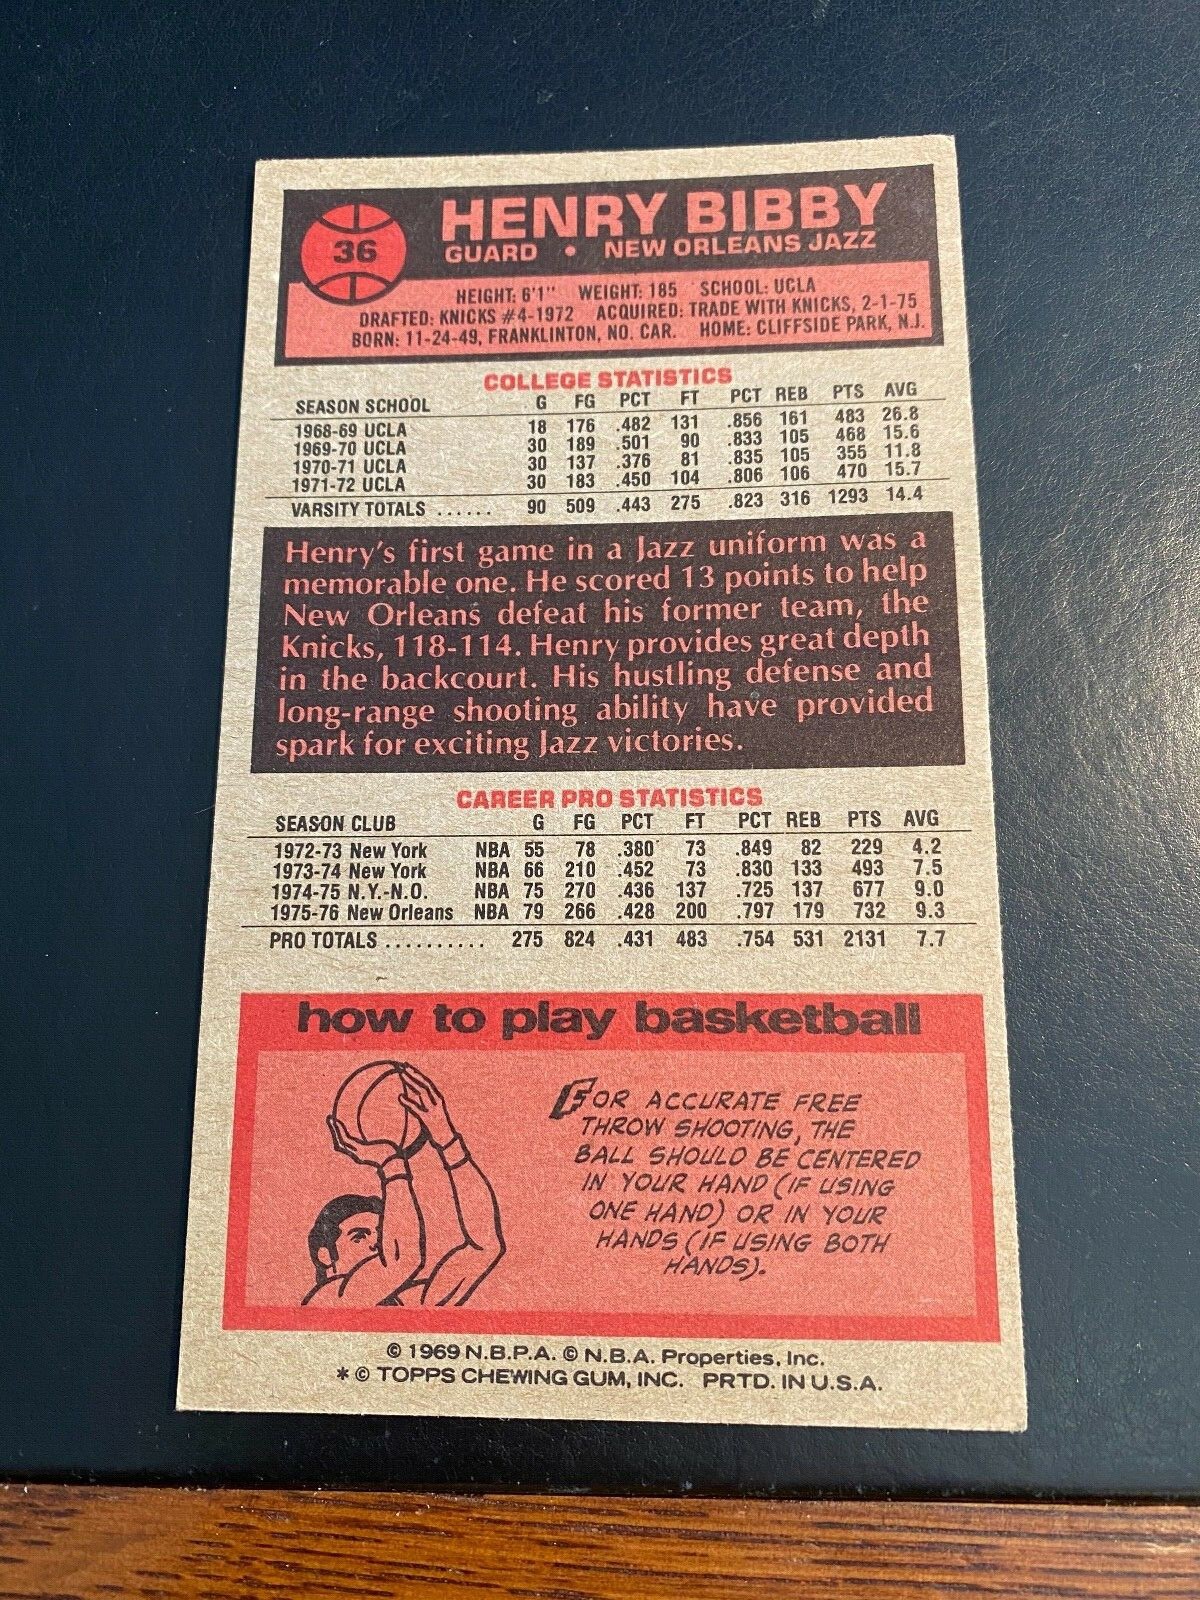 36
HENRY BIBBY
GUARD • NEW ORLEANS JAZZ
HEIGHT: 6'1" WEIGHT: 185 SCHOOL: UCLA
DRAFTED: KNICKS #4-1972 ACQUIRED: TRADE WITH KNICKS, 2-1-75
BORN: 11-24-49, FRANKLINTON, NO. CAR. HOME: CLIFFSIDE PARK, N.J.
COLLEGE STATISTICS
SEASON SCHOOL G FG PCT FT PCT REB PTS AVG
1968-69 UCLA 18 176 .482 131 .856 161 483 26.8
1969-70 UCLA 30 189 .501 90 .833 105 468 15.6
1970-71 UCLA 30 137 .376 81 .835 105 355 11.8
1971-72 UCLA 30 183 .450 104 .806 106 470 15.7
VARSITY TOTALS ...... 90 509 .443 275 .823 316 1293 14.4
Henry's first game in a Jazz uniform was a
memorable one. He scored 13 points to help
New Orleans defeat his former team, the
Knicks, 118-114. Henry provides great depth
in the backcourt. His hustling defense and
long-range shooting ability have provided
spark for exciting Jazz victories.
CAREER PRO STATISTICS
SEASON CLUB G FG PCT FT PCT REB PTS AVG
1972-73 New York NBA 55 78 .380 73 .849 82 229 4.2
1973-74 New York NBA 66 210 .452 73 .830 133 493 7.5
1974-75 N.Y.-N.O. NBA 75 270 .436 137 .725 137 677 9.0
1975-76 New Orleans NBA 79 266 .428 200 .797 179 732 9.3
PRO TOTALS .......... 275 824 .431 483 .754 531 2131 7.7
how to play basketball
FOR ACCURATE FREE
THROW SHOOTING, THE
BALL SHOULD BE CENTERED
IN YOUR HAND (IF USING
ONE HAND) OR IN YOUR
HANDS (IF USING BOTH
HANDS).
© 1969 N.B.P.A. © N.B.A. Properties, Inc.
* © TOPPS CHEWING GUM, INC. PRTD. IN U.S.A.